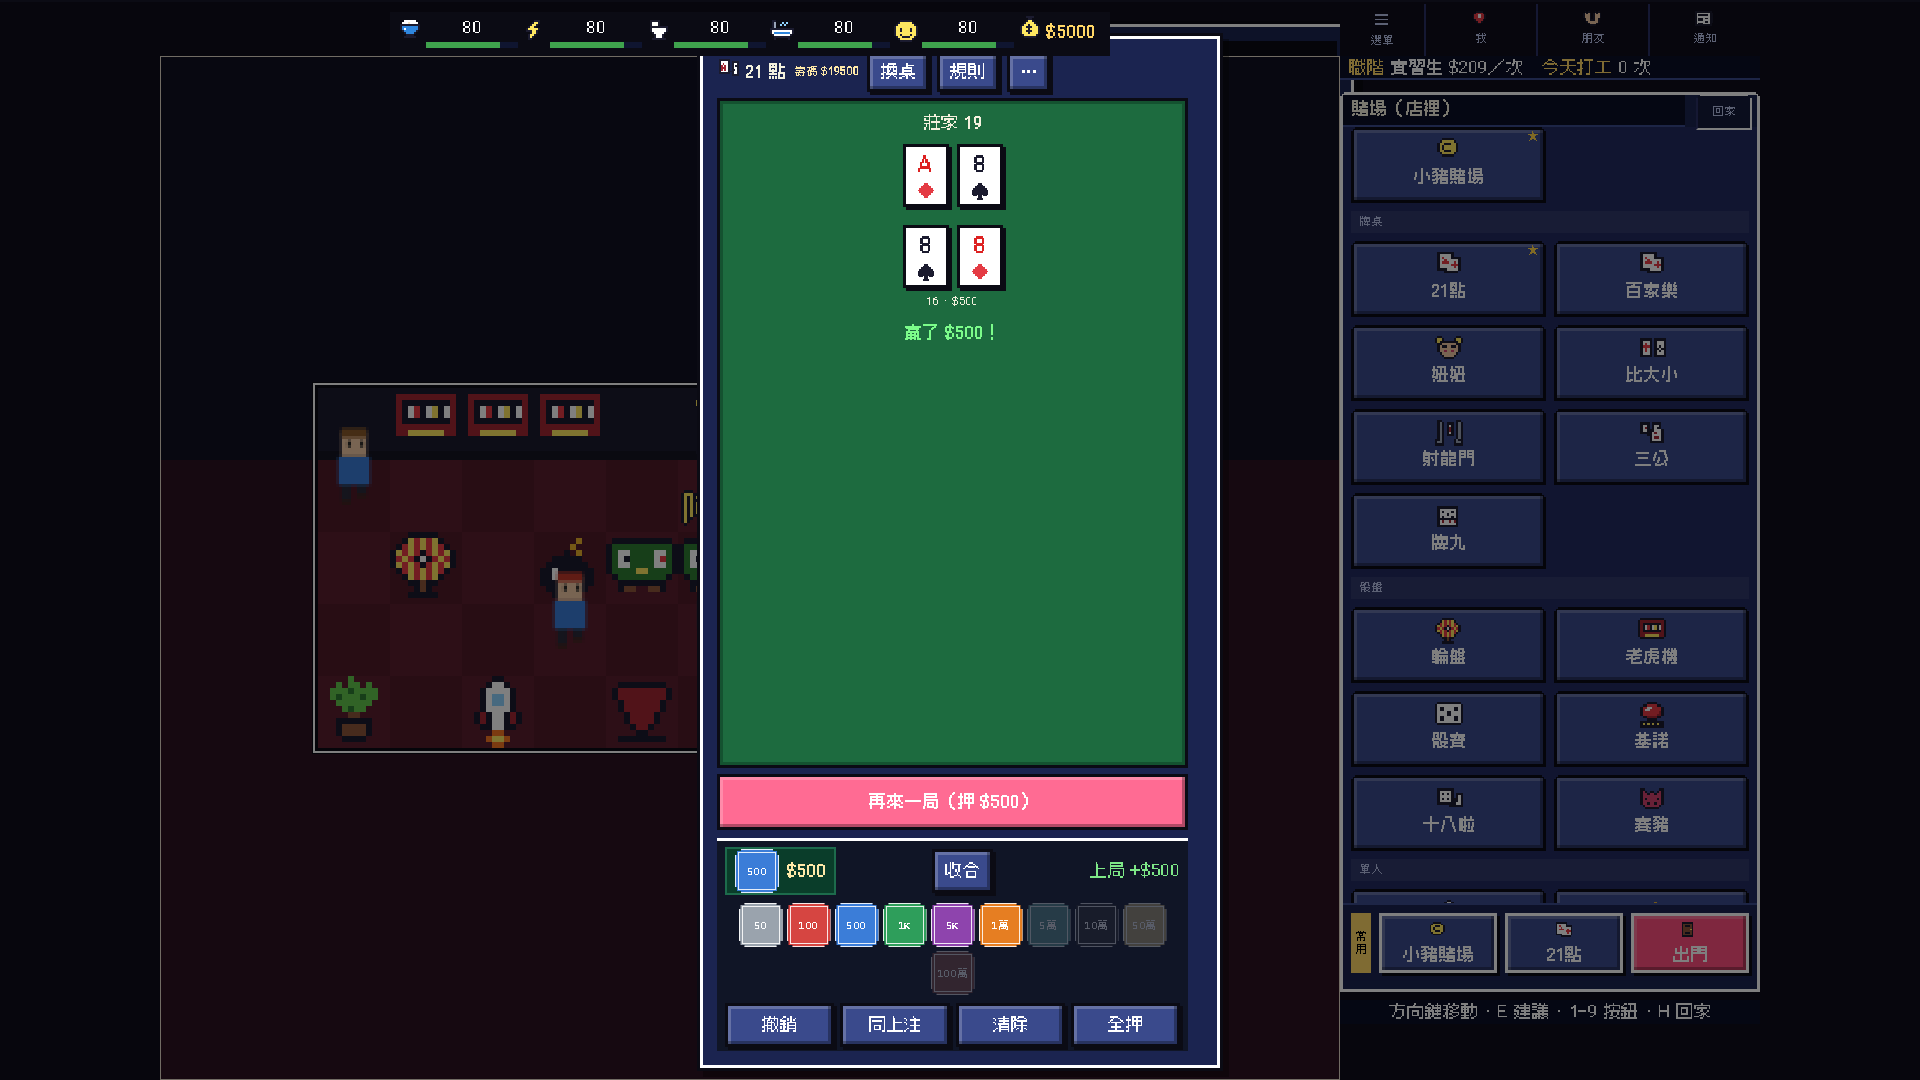 80
80
80
80
80
$5000
選單
我
朋友
通知
21 點
籌碼 $19500
換桌
規則
...
職階 實習生 $209／次 今天打工 0 次
賭場（店裡）
回家
莊家 19
A
8
8
8
16 · $500
贏了 $500！
再來一局（押 $500）
500
$500
收合
上局 +$500
50
100
500
1K
5K
1萬
5萬
10萬
50萬
100萬
撤銷
同上注
清除
全押
小豬賭場
牌桌
21點
百家樂
妞妞
比大小
射龍門
三公
牌九
骰盤
輪盤
老虎機
骰寶
基諾
十八啦
賽豬
單人
常用
小豬賭場
21點
出門
方向鍵移動 · E 建議 · 1-9 按鈕 · H 回家